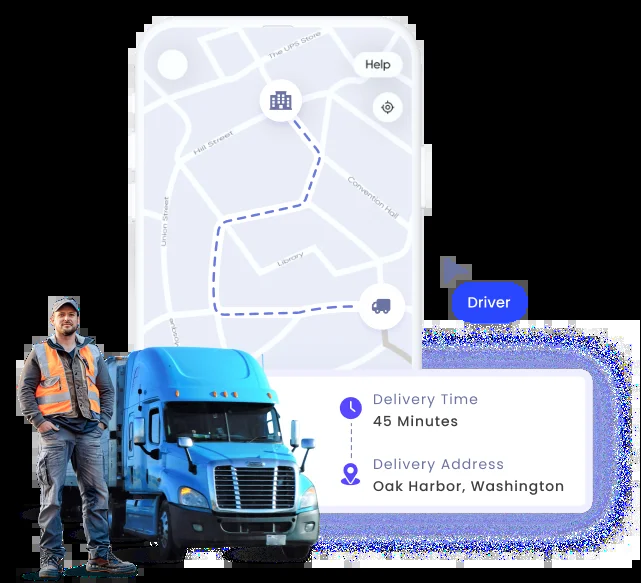 The UPS Store
Help
Hill Street
Convention Hall
Union Street
Library
Driver
Delivery Time
45 Minutes
Delivery Address
Oak Harbor, Washington